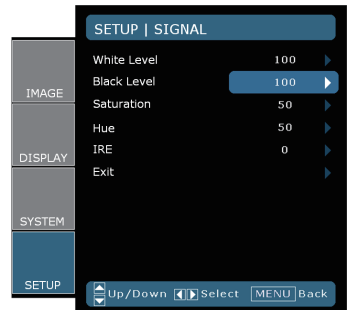 SETUP | SIGNAL
White Level 100
Black Level 100
Saturation 50
Hue 50
IRE 0
Exit
IMAGE
DISPLAY
SYSTEM
SETUP
Up/Down Select MENU Back